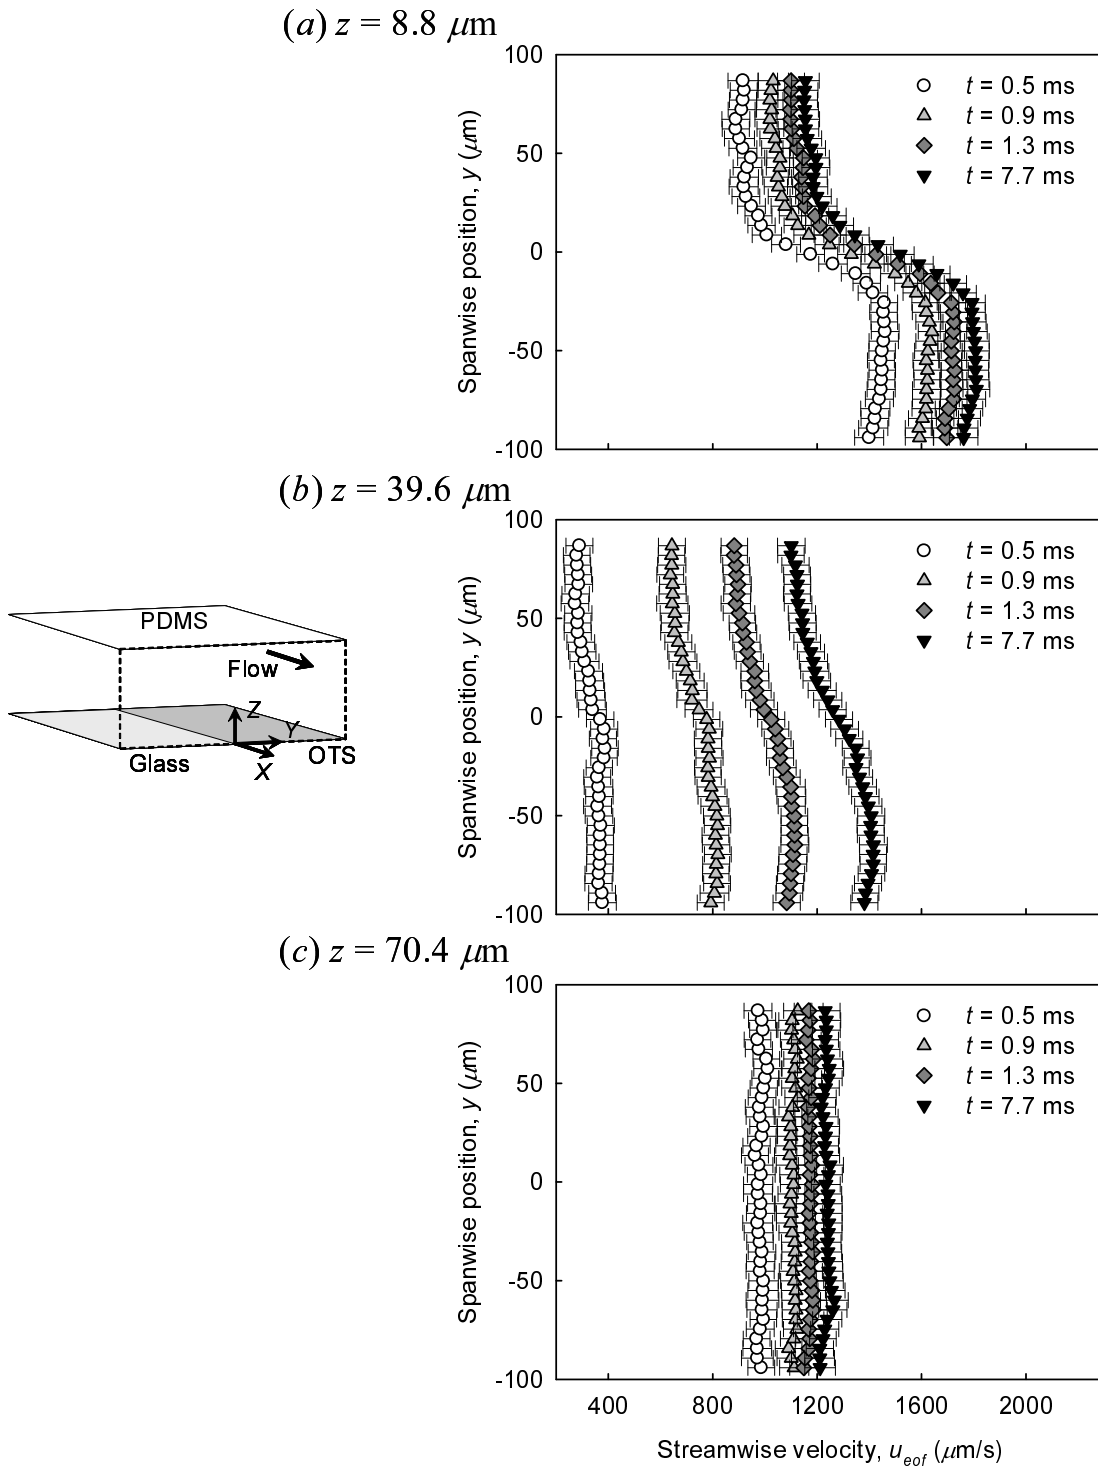 (a) z = 8.8 μm
100
50
0
-50
-100
Spanwise position, y (μm)
t = 0.5 ms
t = 0.9 ms
t = 1.3 ms
t = 7.7 ms
(b) z = 39.6 μm
100
50
0
-50
-100
Spanwise position, y (μm)
t = 0.5 ms
t = 0.9 ms
t = 1.3 ms
t = 7.7 ms
PDMS
Flow
Z
Y
X
Glass
OTS
(c) z = 70.4 μm
100
50
0
-50
-100
Spanwise position, y (μm)
t = 0.5 ms
t = 0.9 ms
t = 1.3 ms
t = 7.7 ms
400 800 1200 1600 2000
Streamwise velocity, u_eof (μm/s)